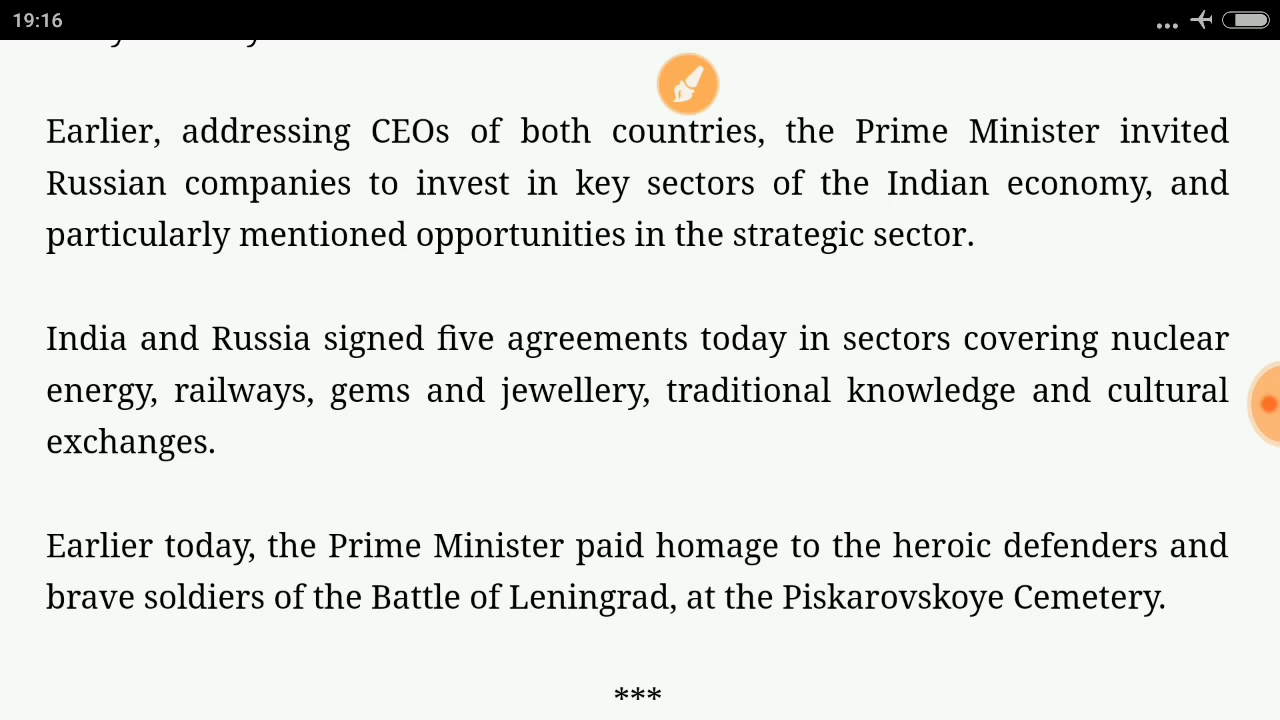 19:16
Earlier, addressing CEOs of both countries, the Prime Minister invited
Russian companies to invest in key sectors of the Indian economy, and
particularly mentioned opportunities in the strategic sector.
India and Russia signed five agreements today in sectors covering nuclear
energy, railways, gems and jewellery, traditional knowledge and cultural
exchanges.
Earlier today, the Prime Minister paid homage to the heroic defenders and
brave soldiers of the Battle of Leningrad, at the Piskarovskoye Cemetery.
***